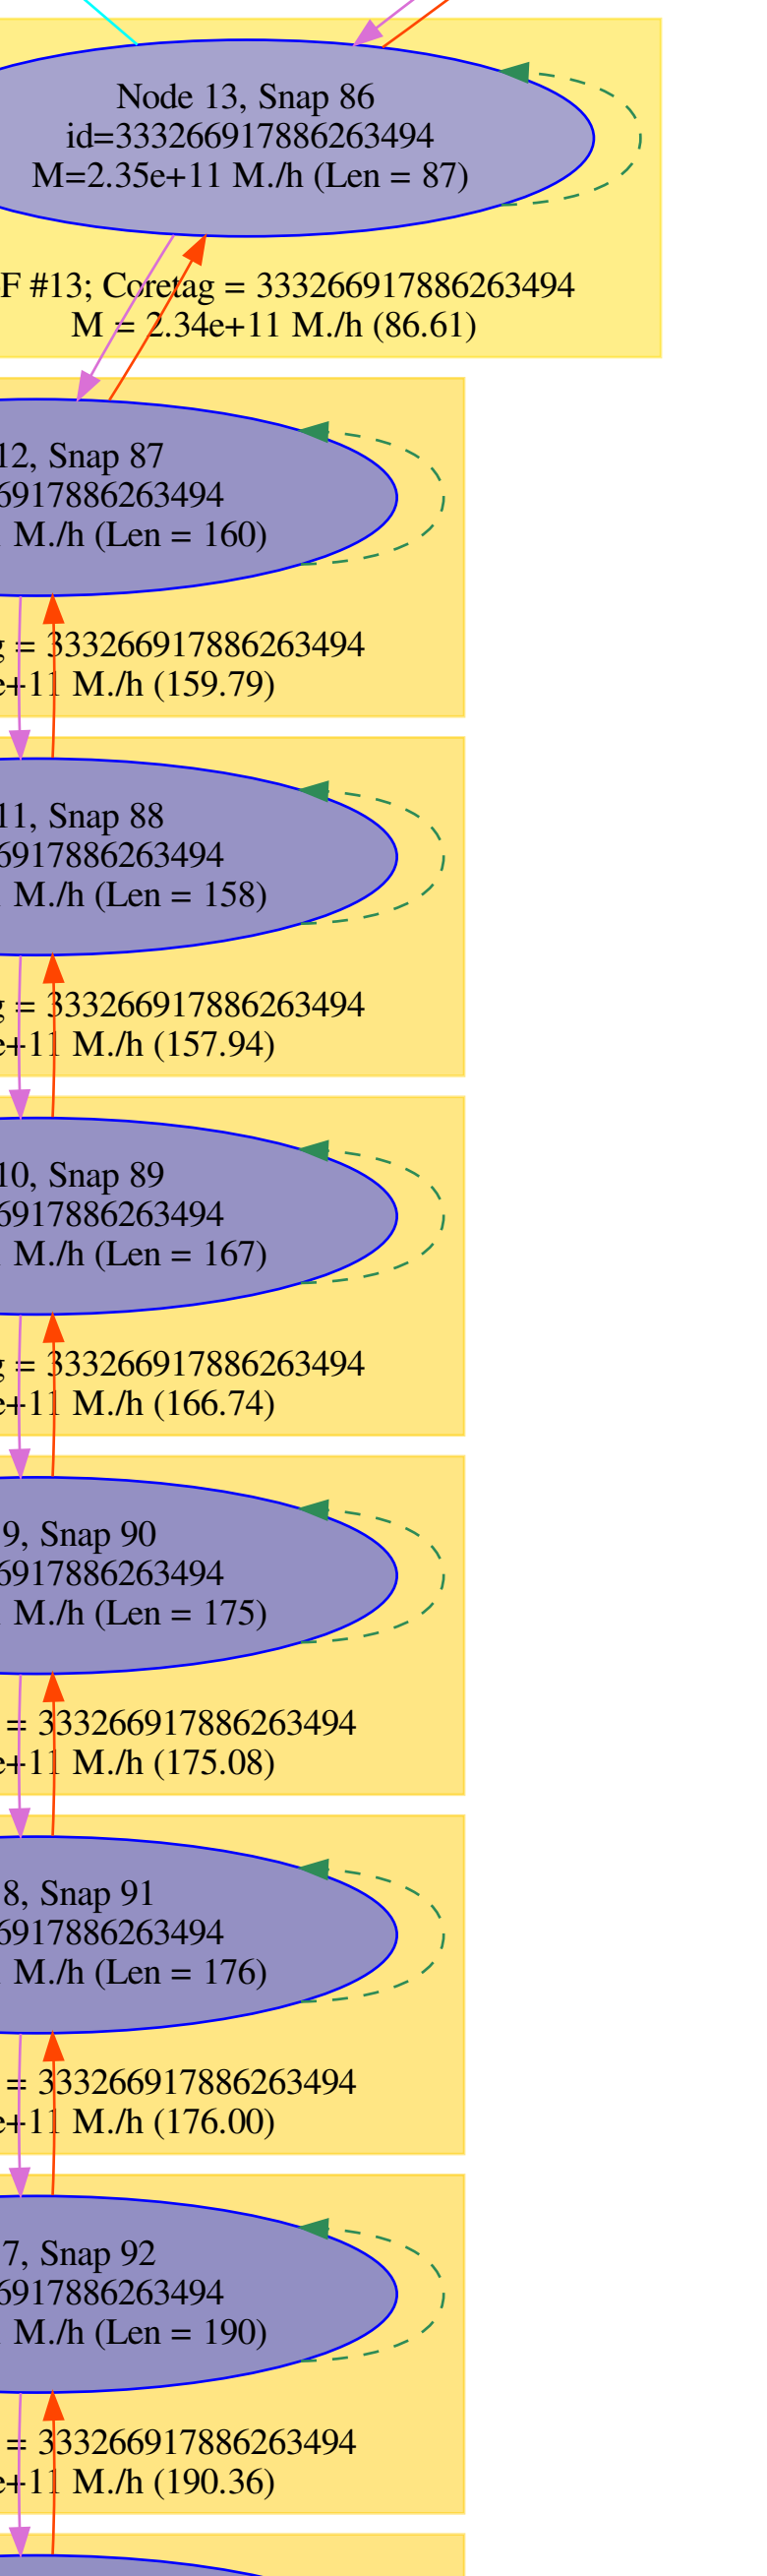 Node 13, Snap 86
id=333266917886263494
M=2.35e+11 M./h (Len = 87)
F #13; Coretag = 333266917886263494
M = 2.34e+11 M./h (86.61)
12, Snap 87
6917886263494
M./h (Len = 160)
g = 333266917886263494
e+11 M./h (159.79)
11, Snap 88
6917886263494
M./h (Len = 158)
g = 333266917886263494
e+11 M./h (157.94)
10, Snap 89
6917886263494
M./h (Len = 167)
g = 333266917886263494
e+11 M./h (166.74)
9, Snap 90
6917886263494
M./h (Len = 175)
= 333266917886263494
e+11 M./h (175.08)
8, Snap 91
6917886263494
M./h (Len = 176)
= 333266917886263494
e+11 M./h (176.00)
7, Snap 92
6917886263494
M./h (Len = 190)
= 333266917886263494
e+11 M./h (190.36)